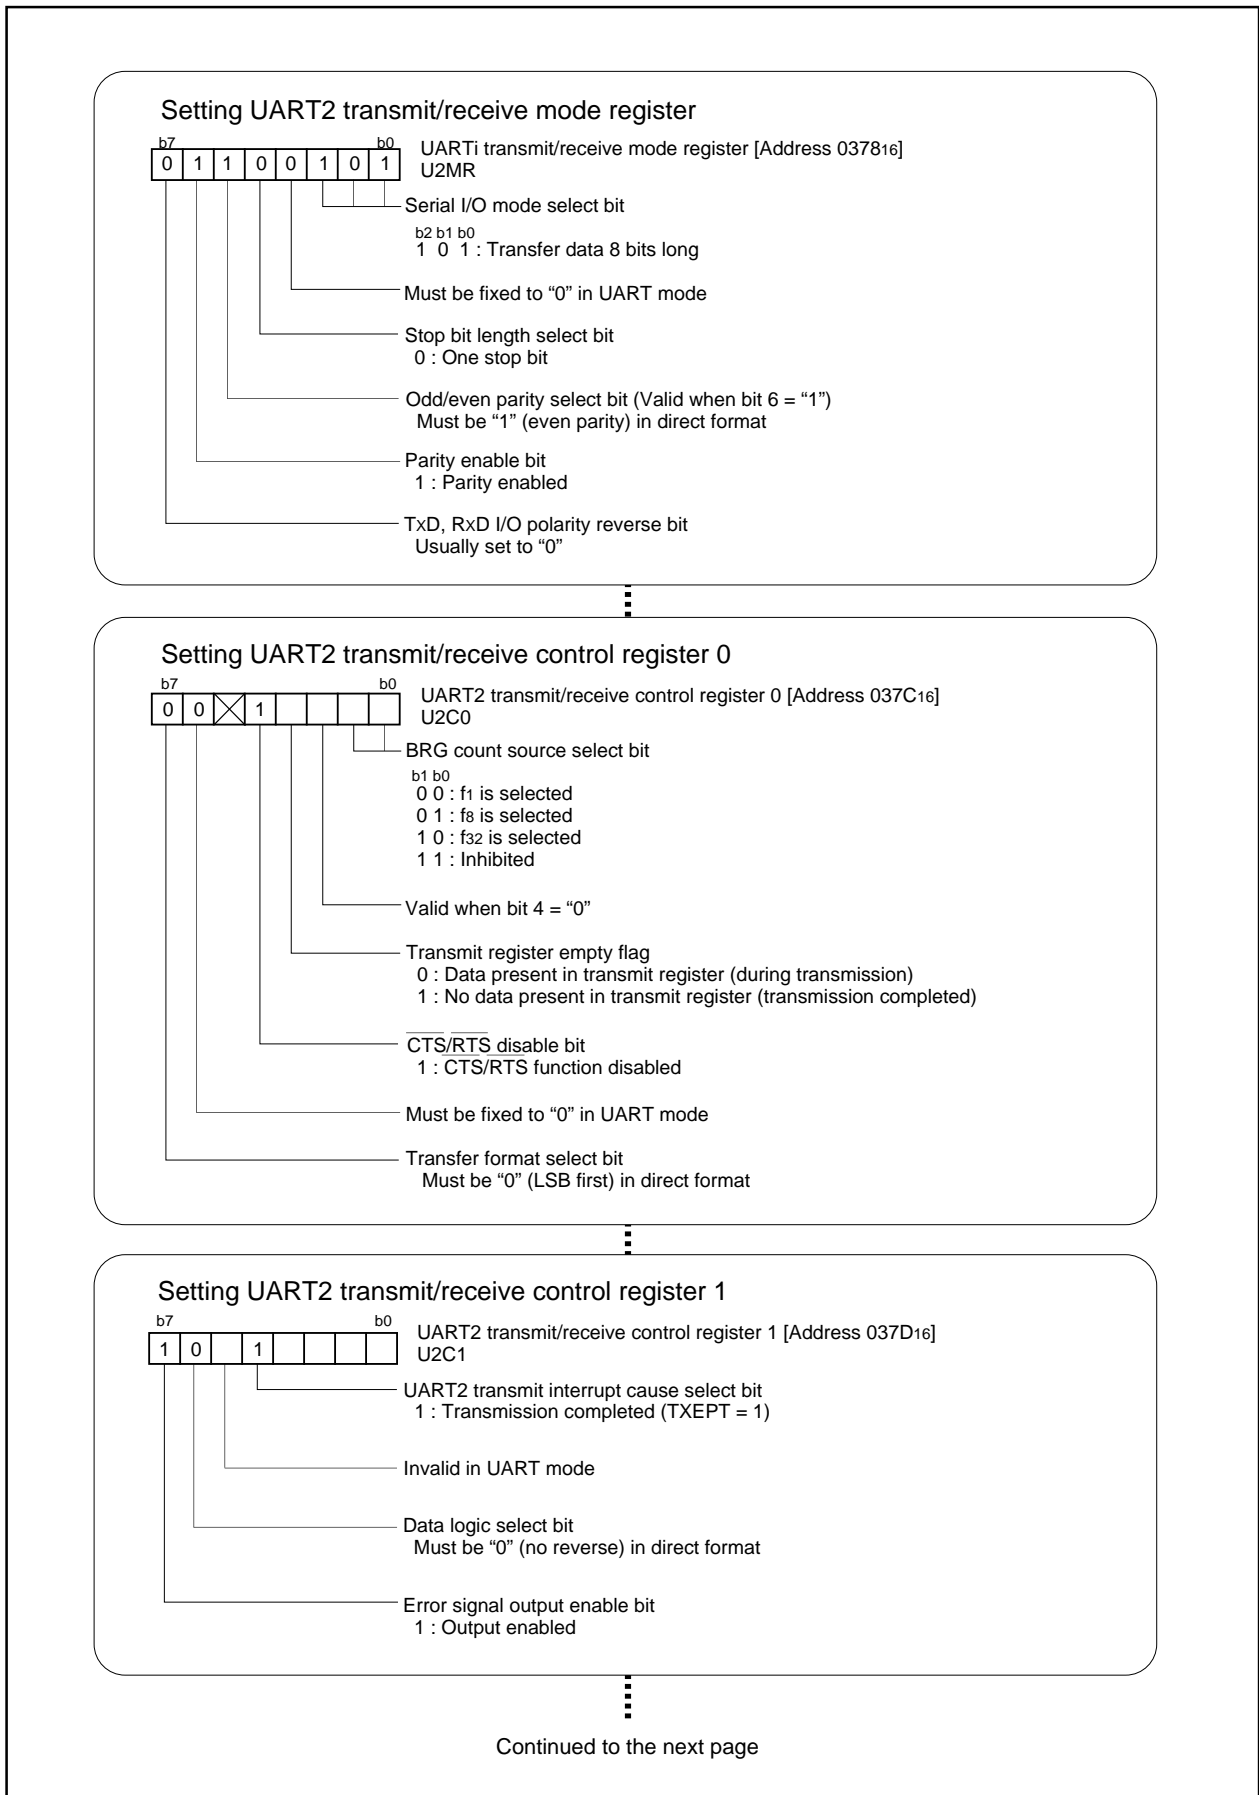 Setting UART2 transmit/receive mode register
b7 b0
0 1 1 0 0 1 0 1
UARTi transmit/receive mode register [Address 037816]
U2MR
Serial I/O mode select bit
b2 b1 b0
1 0 1 : Transfer data 8 bits long
Must be fixed to “0” in UART mode
Stop bit length select bit
0 : One stop bit
Odd/even parity select bit (Valid when bit 6 = “1”)
Must be “1” (even parity) in direct format
Parity enable bit
1 : Parity enabled
TxD, RxD I/O polarity reverse bit
Usually set to “0”
Setting UART2 transmit/receive control register 0
b7 b0
0 0 1
UART2 transmit/receive control register 0 [Address 037C16]
U2C0
BRG count source select bit
b1 b0
0 0 : f1 is selected
0 1 : f8 is selected
1 0 : f32 is selected
1 1 : Inhibited
Valid when bit 4 = “0”
Transmit register empty flag
0 : Data present in transmit register (during transmission)
1 : No data present in transmit register (transmission completed)
CTS/RTS disable bit
1 : CTS/RTS function disabled
Must be fixed to “0” in UART mode
Transfer format select bit
Must be “0” (LSB first) in direct format
Setting UART2 transmit/receive control register 1
b7 b0
1 0 1
UART2 transmit/receive control register 1 [Address 037D16]
U2C1
UART2 transmit interrupt cause select bit
1 : Transmission completed (TXEPT = 1)
Invalid in UART mode
Data logic select bit
Must be “0” (no reverse) in direct format
Error signal output enable bit
1 : Output enabled
Continued to the next page